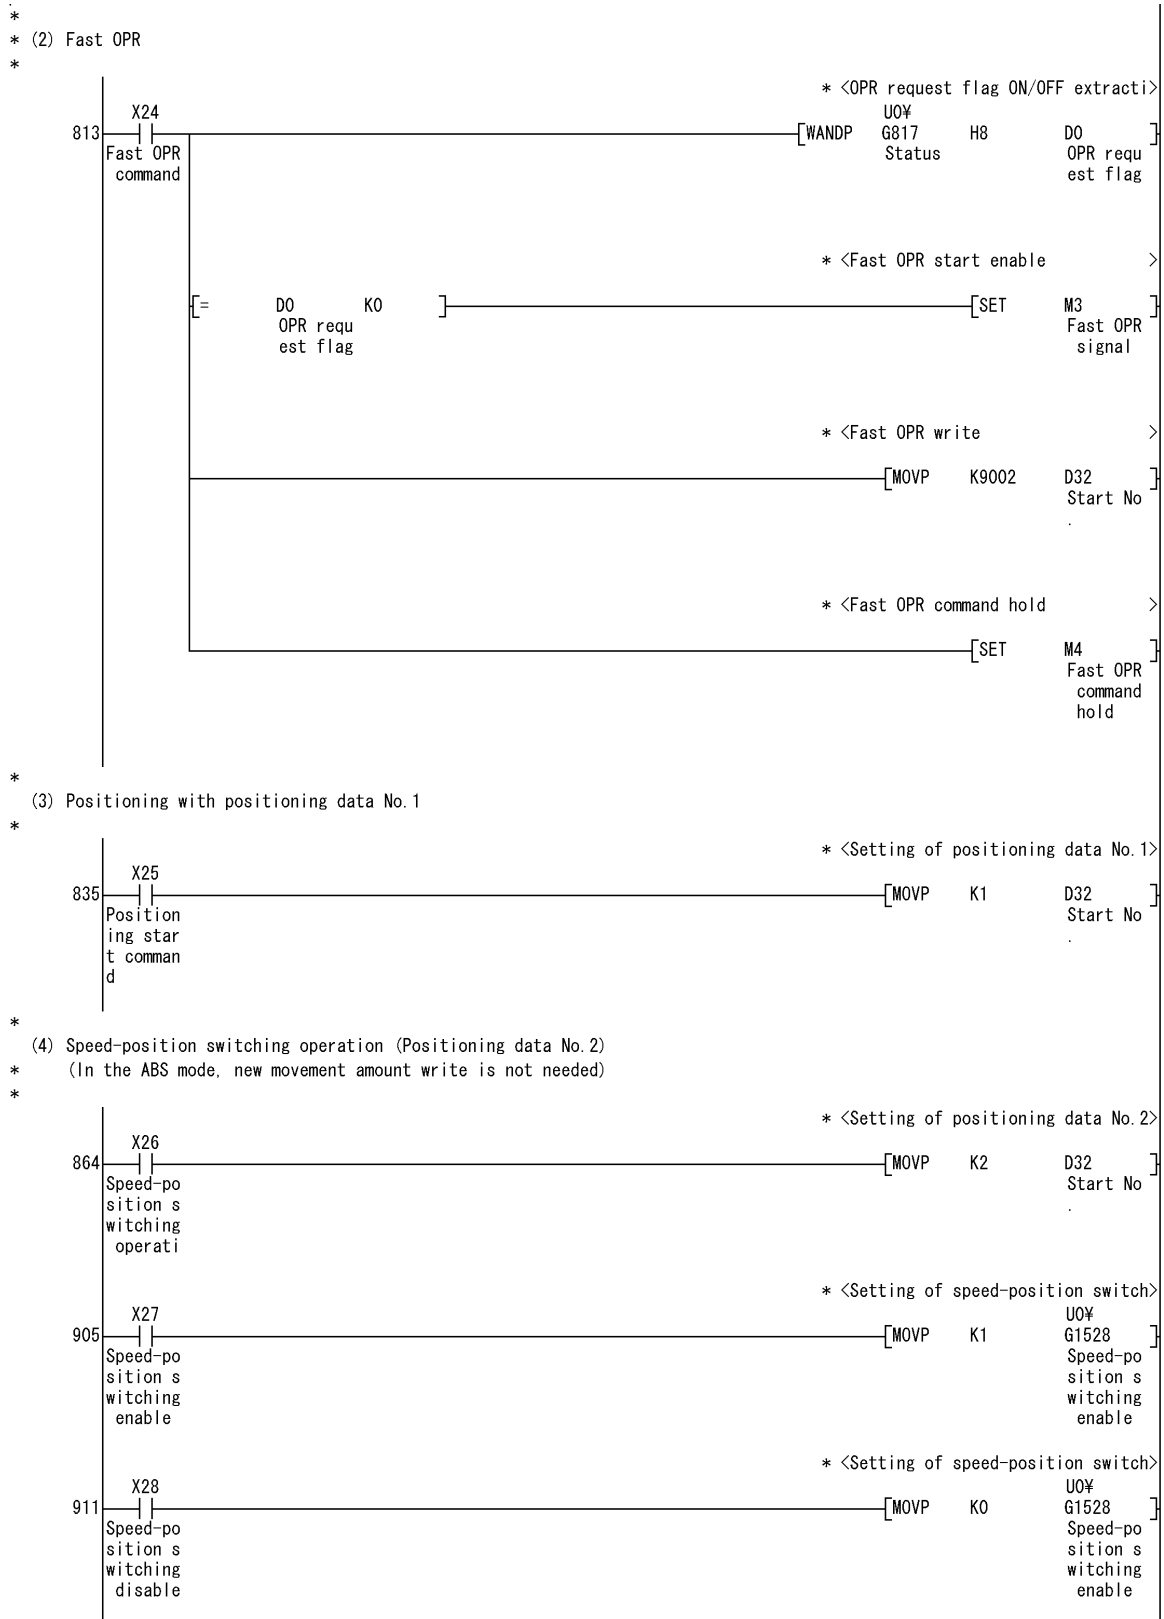 *
* (2) Fast OPR
*
* <OPR request flag ON/OFF extracti>
X24 U0¥
813 [WANDP G817 H8 D0 ]
Fast OPR Status OPR requ
command est flag
* <Fast OPR start enable >
[= D0 K0 ] [SET M3 ]
OPR requ Fast OPR
est flag signal
* <Fast OPR write >
[MOVP K9002 D32 ]
Start No
.
* <Fast OPR command hold >
[SET M4 ]
Fast OPR
command
hold
*
(3) Positioning with positioning data No.1
*
* <Setting of positioning data No.1>
X25
835 [MOVP K1 D32 ]
Position Start No
ing star .
t comman
d
*
(4) Speed-position switching operation (Positioning data No.2)
* (In the ABS mode, new movement amount write is not needed)
*
* <Setting of positioning data No.2>
X26
864 [MOVP K2 D32 ]
Speed-po Start No
sition s .
witching
operati
* <Setting of speed-position switch>
X27 U0¥
905 [MOVP K1 G1528 ]
Speed-po Speed-po
sition s sition s
witching witching
enable enable
* <Setting of speed-position switch>
X28 U0¥
911 [MOVP K0 G1528 ]
Speed-po Speed-po
sition s sition s
witching witching
disable enable